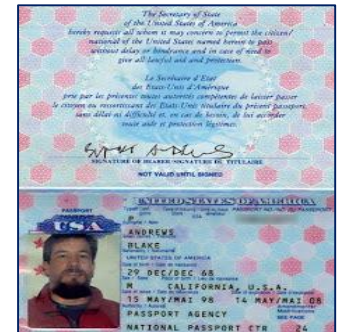 The Secretary of State
of the United States of America
hereby requests all whom it may concern to permit the citizen/
national of the United States named herein to pass
without delay or hindrance and in case of need to
give all lawful aid and protection.
Le Secrétaire d'Etat
des Etats-Unis d'Amérique
prie par les présentes toutes autorités compétentes de laisser passer
le citoyen ou ressortissant des Etats-Unis titulaire du présent passeport,
sans délai ni difficulté et, en cas de besoin, de lui accorder
toute aide et protection légitimes.
SIGNATURE OF BEARER/SIGNATURE DU TITULAIRE
NOT VALID UNTIL SIGNED
UNITED STATES OF AMERICA
PASSPORT
USA
P
ANDREWS
BLAKE
UNITED STATES OF AMERICA
29 DEC/DEC 68
M CALIFORNIA, U.S.A.
15 MAY/MAI 98 14 MAY/MAI 08
PASSPORT AGENCY
SEE PAGE
NATIONAL PASSPORT CTR 24